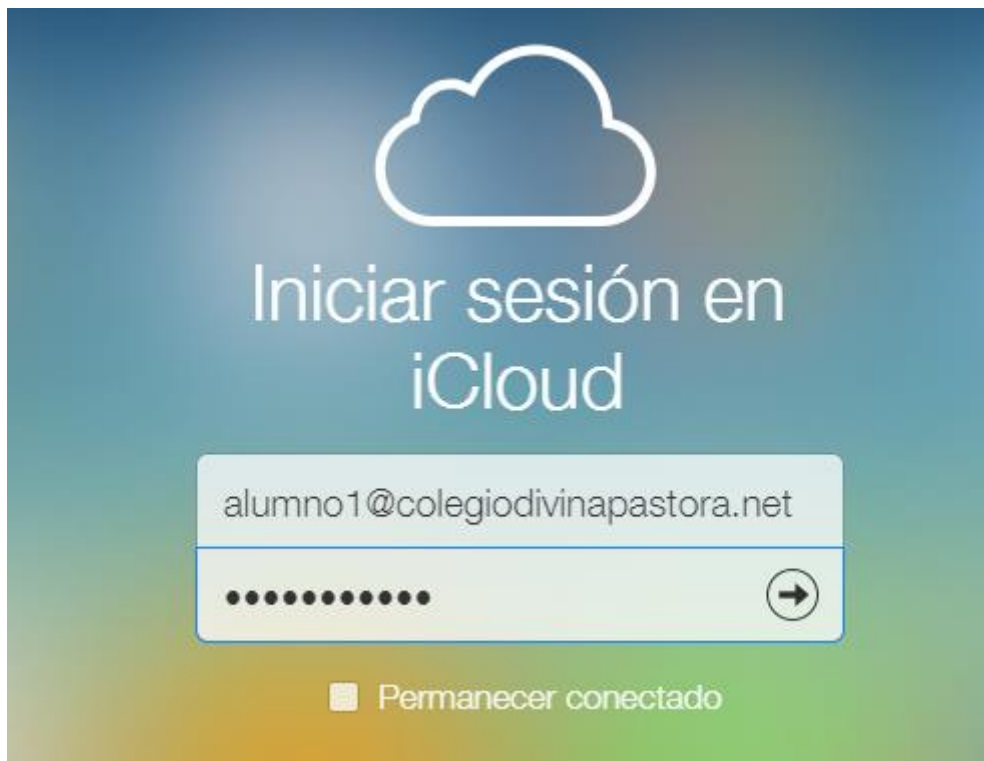 Iniciar sesión en
iCloud
alumno1@colegiodivinapastora.net
•••••••••••
Permanecer conectado